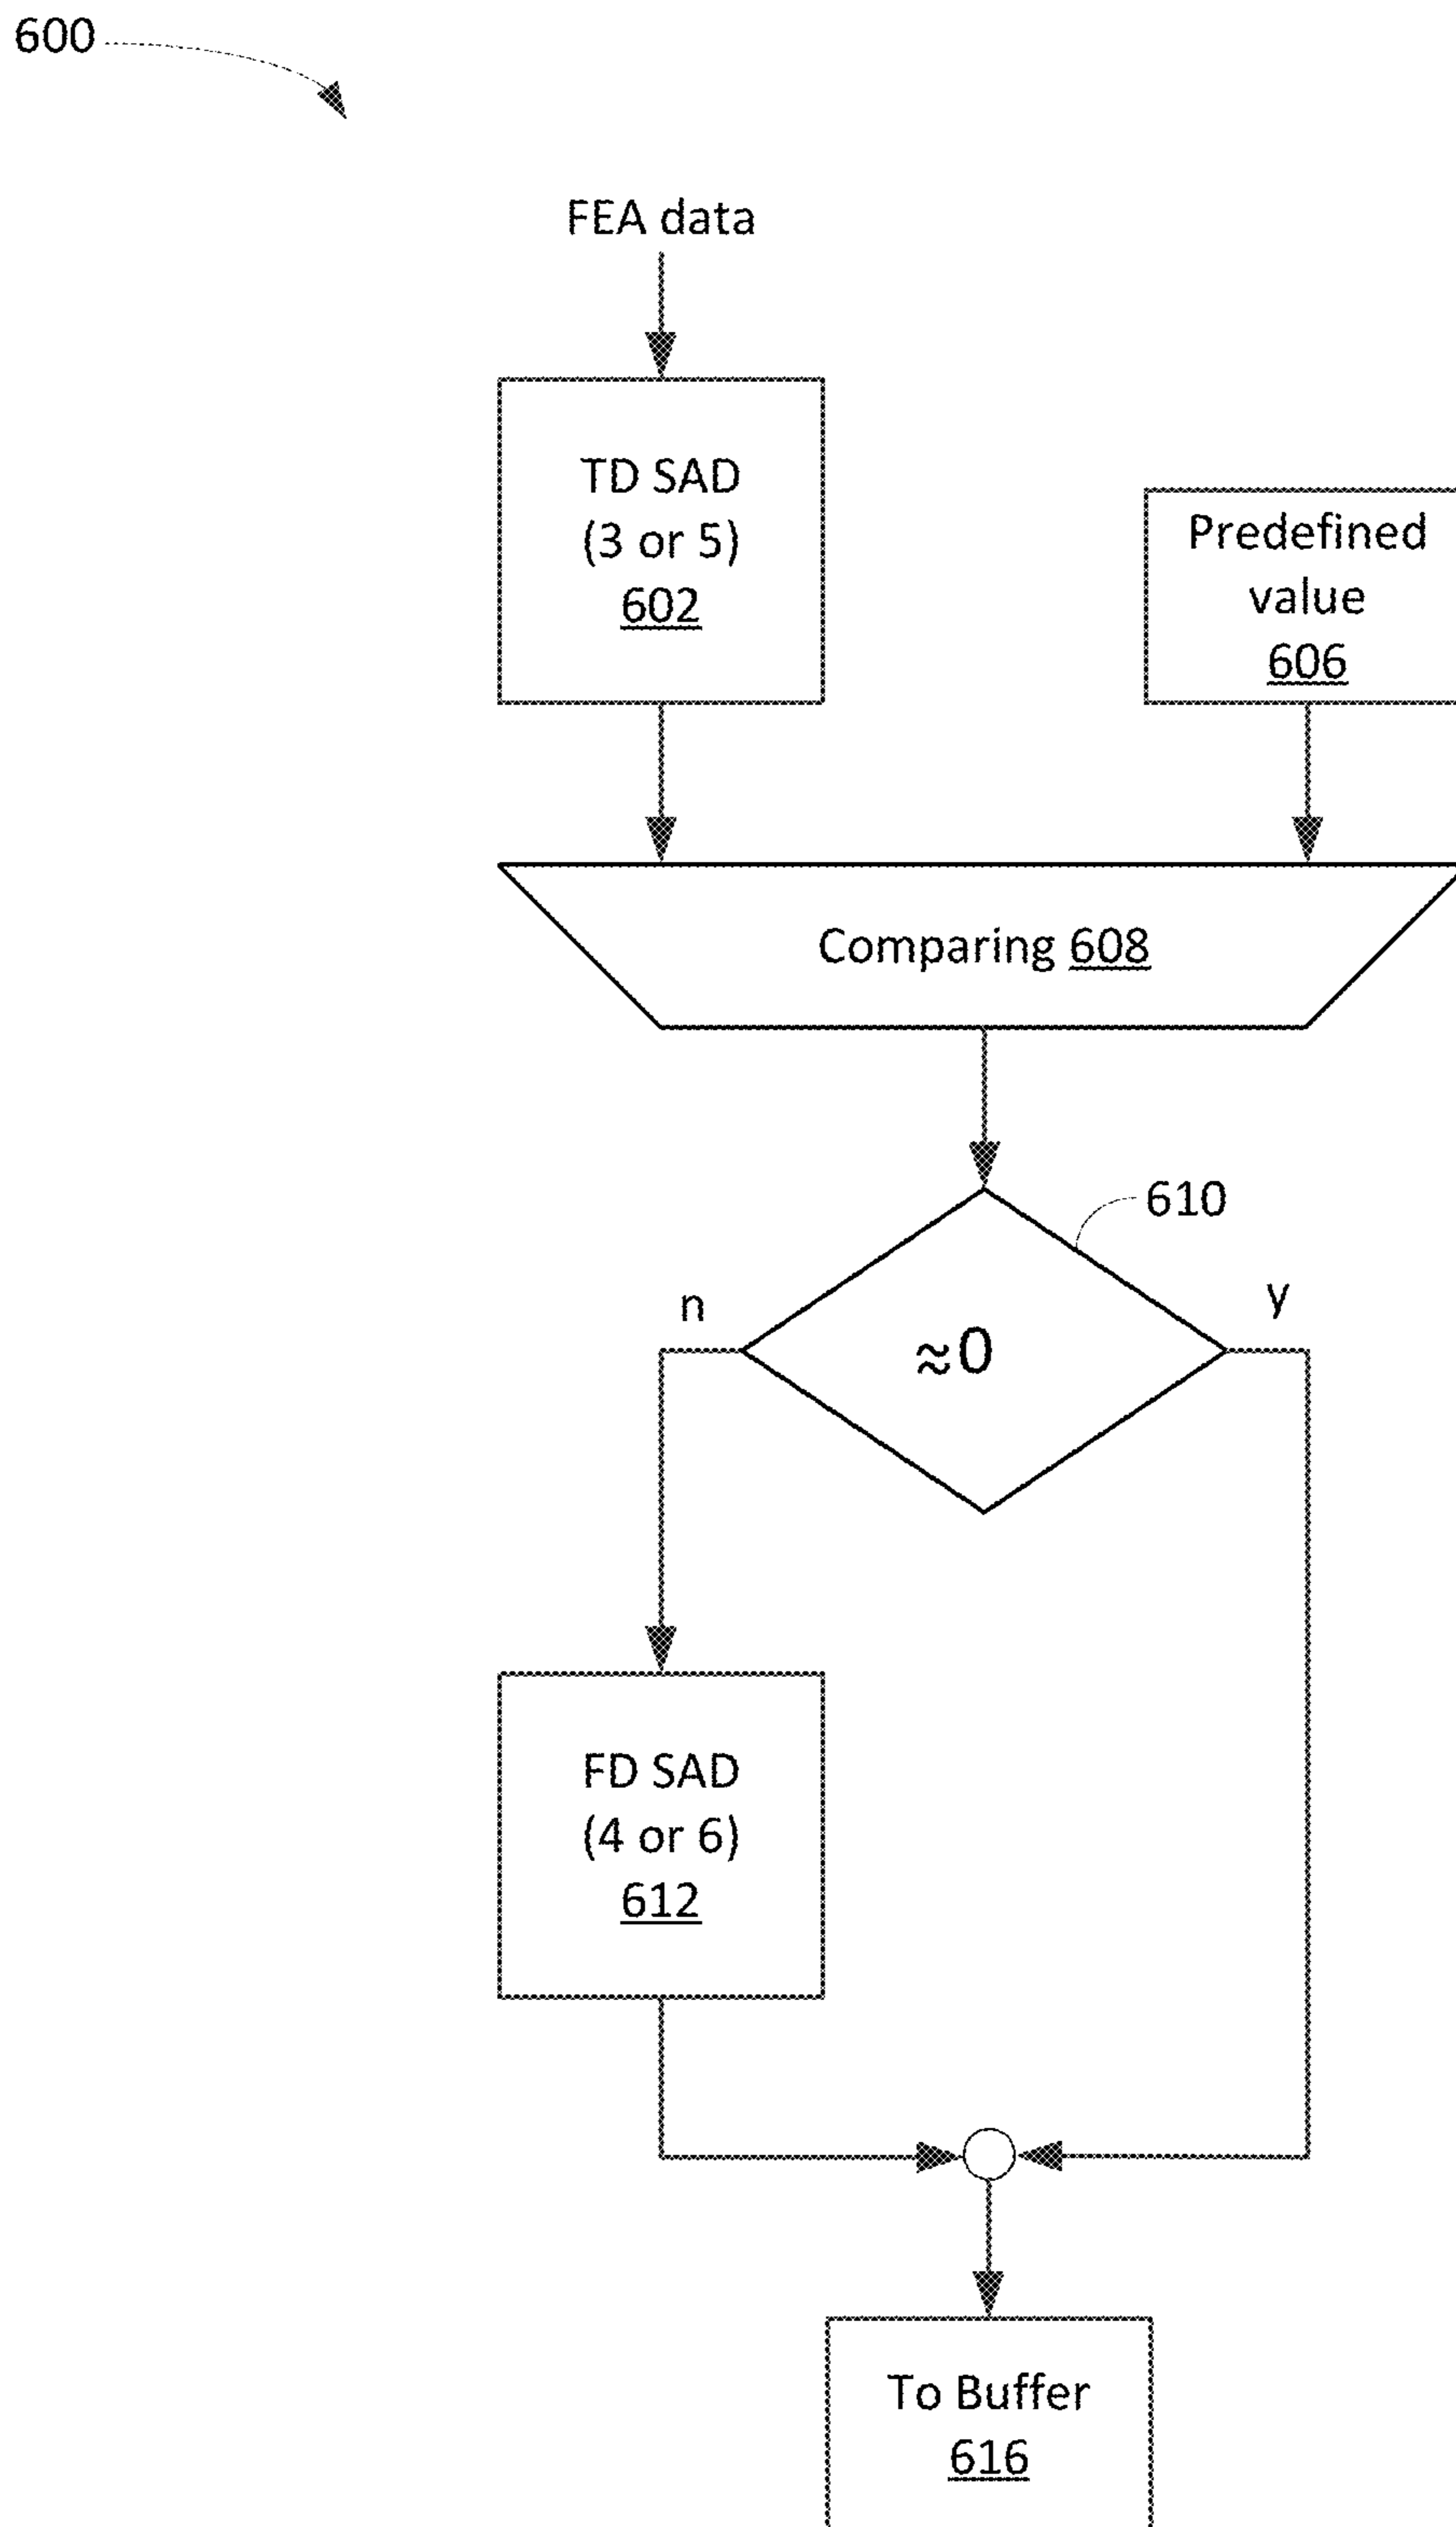 600
FEA data
TD SAD
(3 or 5)
602
Predefined
value
606
Comparing 608
610
n
y
≈0
FD SAD
(4 or 6)
612
To Buffer
616